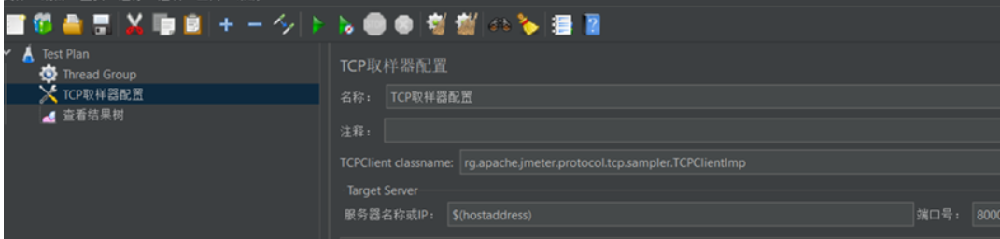 Test Plan
Thread Group
TCP取样器配置
查看结果树
TCP取样器配置
名称： TCP取样器配置
注释：
TCPClient classname: rg.apache.jmeter.protocol.tcp.sampler.TCPClientImp
Target Server
服务器名称或IP： $(hostaddress) 端口号： 8000